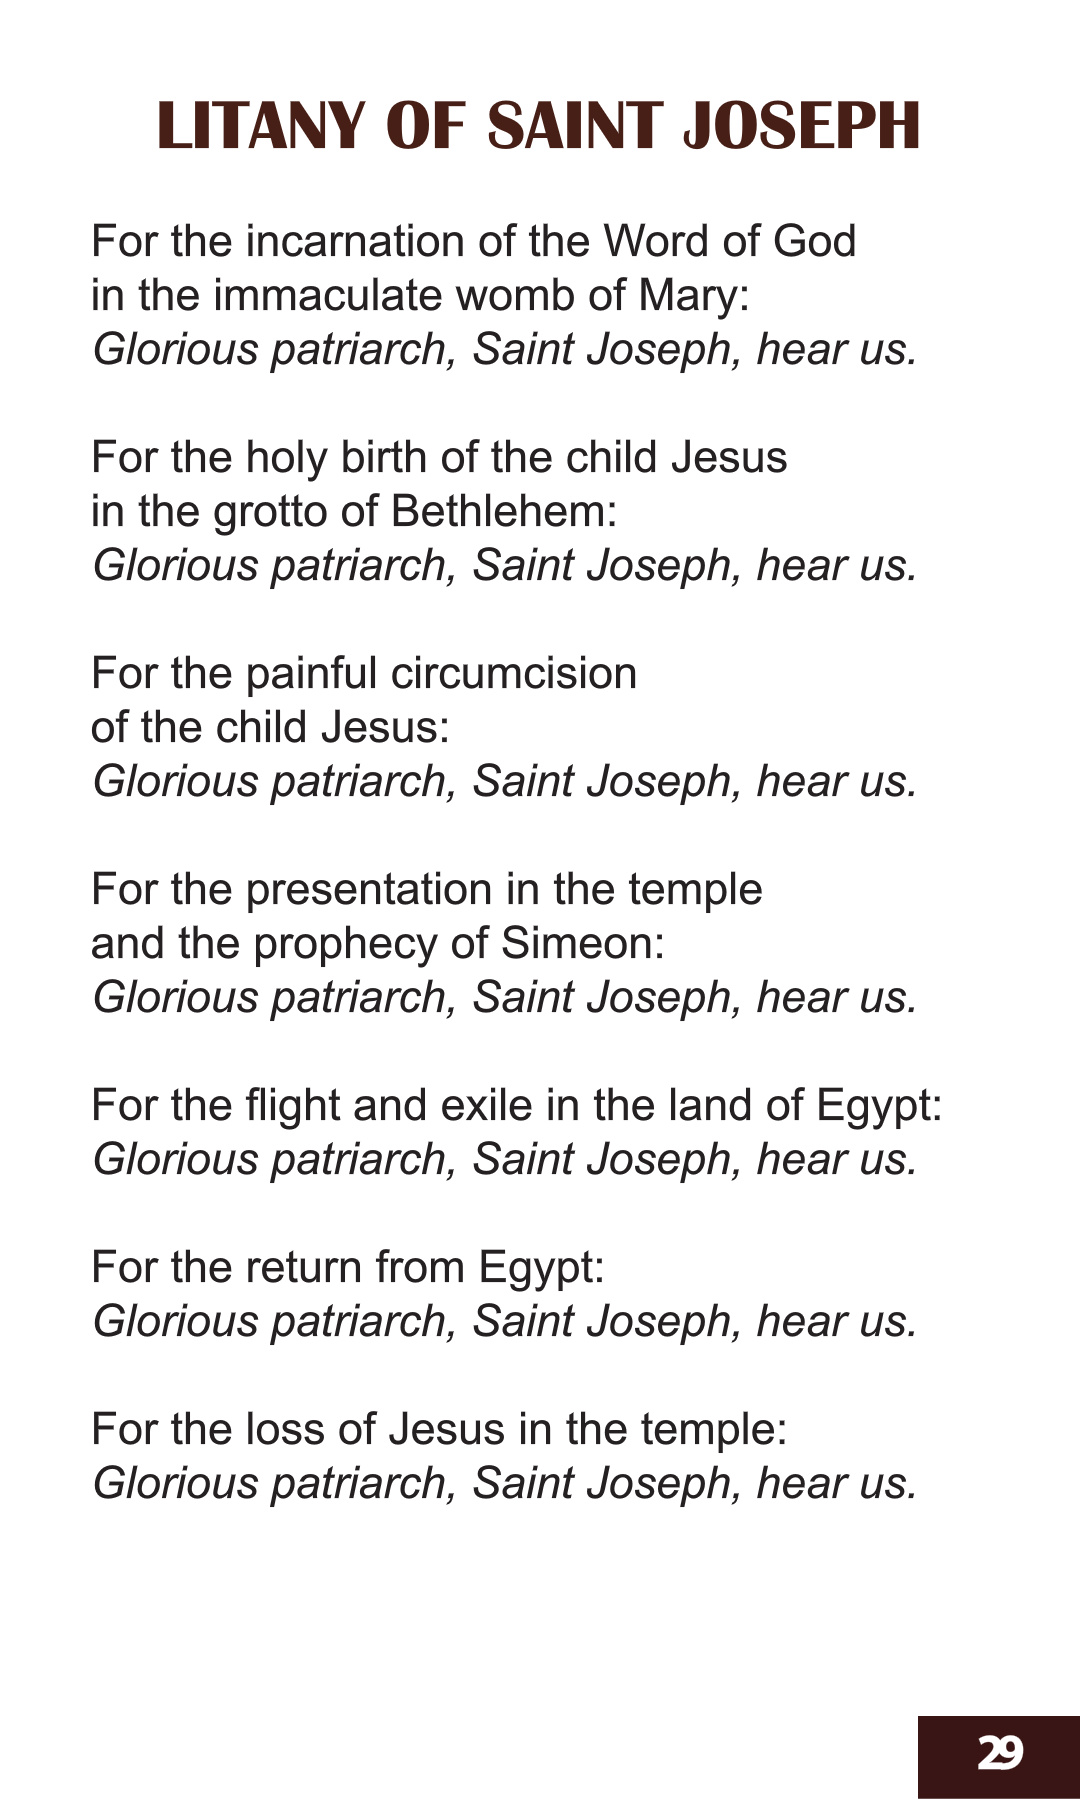 LITANY OF SAINT JOSEPH
For the incarnation of the Word of God
in the immaculate womb of Mary:
Glorious patriarch, Saint Joseph, hear us.
For the holy birth of the child Jesus
in the grotto of Bethlehem:
Glorious patriarch, Saint Joseph, hear us.
For the painful circumcision
of the child Jesus:
Glorious patriarch, Saint Joseph, hear us.
For the presentation in the temple
and the prophecy of Simeon:
Glorious patriarch, Saint Joseph, hear us.
For the flight and exile in the land of Egypt:
Glorious patriarch, Saint Joseph, hear us.
For the return from Egypt:
Glorious patriarch, Saint Joseph, hear us.
For the loss of Jesus in the temple:
Glorious patriarch, Saint Joseph, hear us.
29